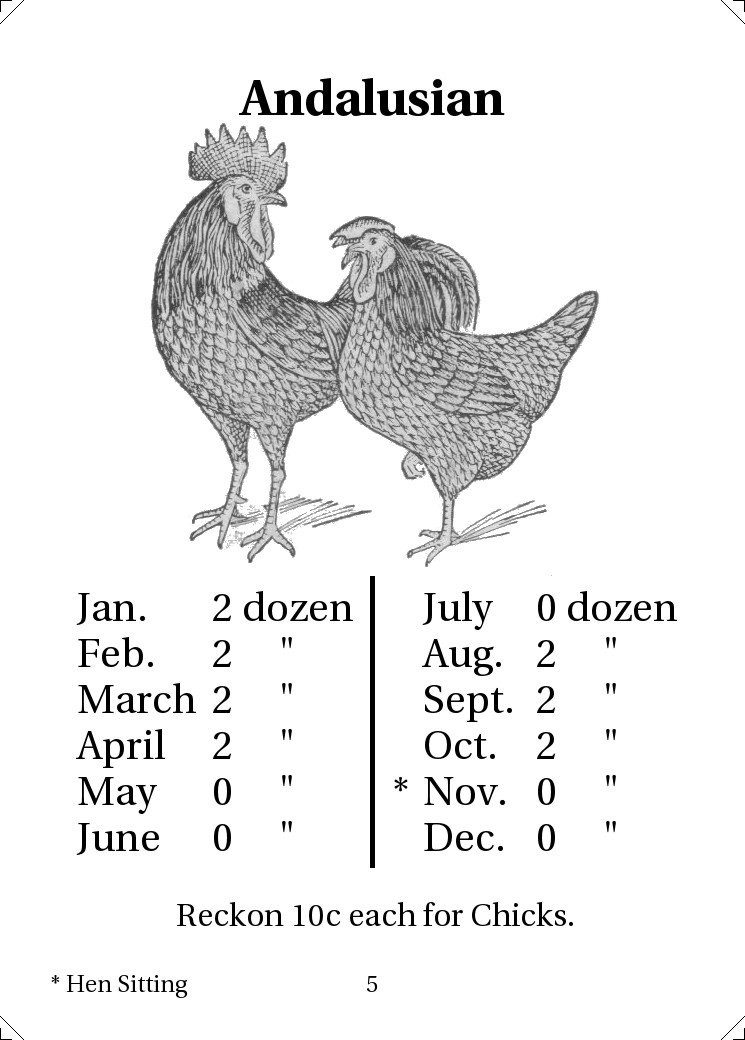 Andalusian
Jan. 2 dozen
Feb. 2 "
March 2 "
April 2 "
May 0 "
June 0 "
July 0 dozen
Aug. 2 "
Sept. 2 "
Oct. 2 "
* Nov. 0 "
Dec. 0 "
Reckon 10c each for Chicks.
* Hen Sitting
5